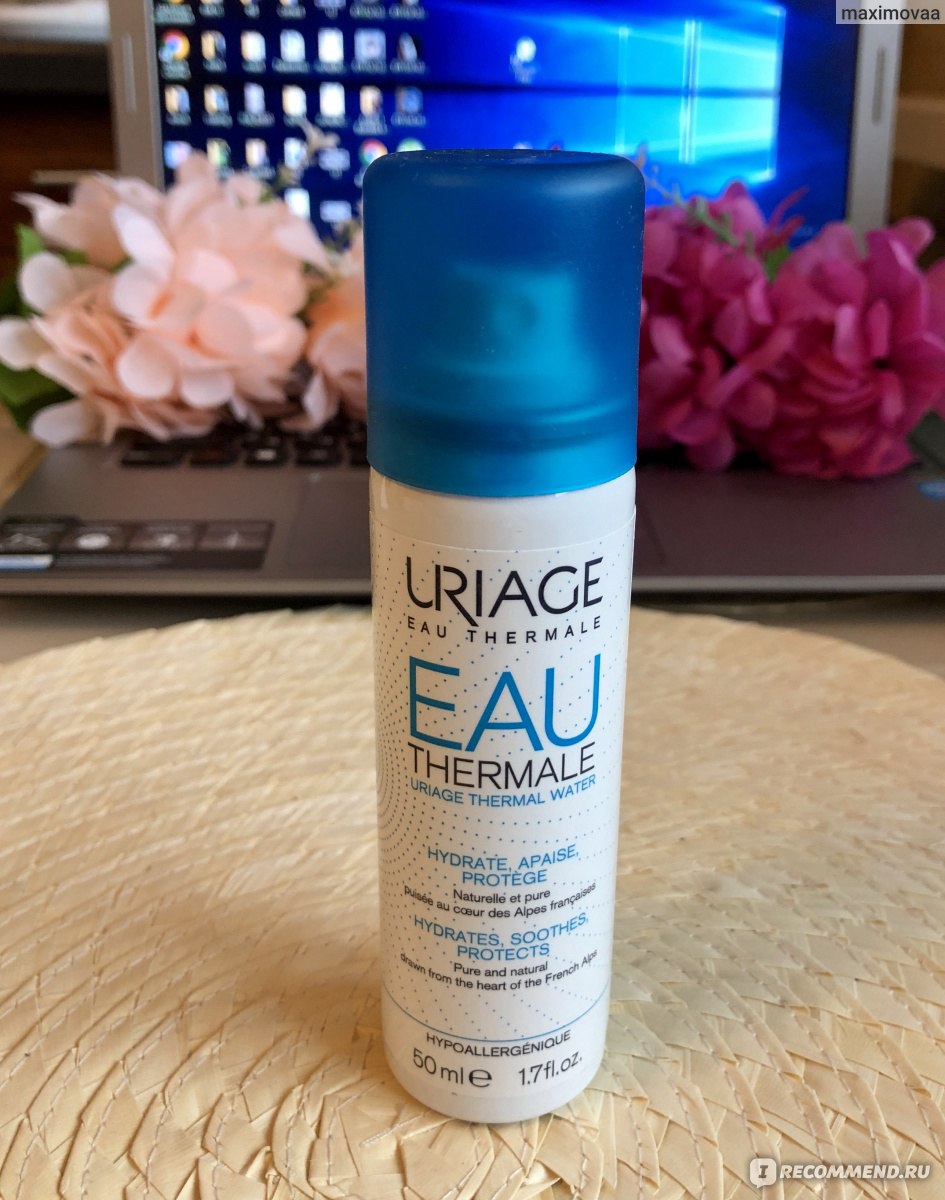 maximovaa
URIAGE
EAU THERMALE
EAU
THERMALE
URIAGE THERMAL WATER
HYDRATE, APAISE,
PROTÈGE
Naturelle et pure
puisée au cœur des Alpes françaises
HYDRATES, SOOTHES,
PROTECTS
Pure and natural
drawn from the heart of the French Alps
HYPOALLERGÉNIQUE
50 ml e 1.7fl.oz.
IRECOMMEND.RU